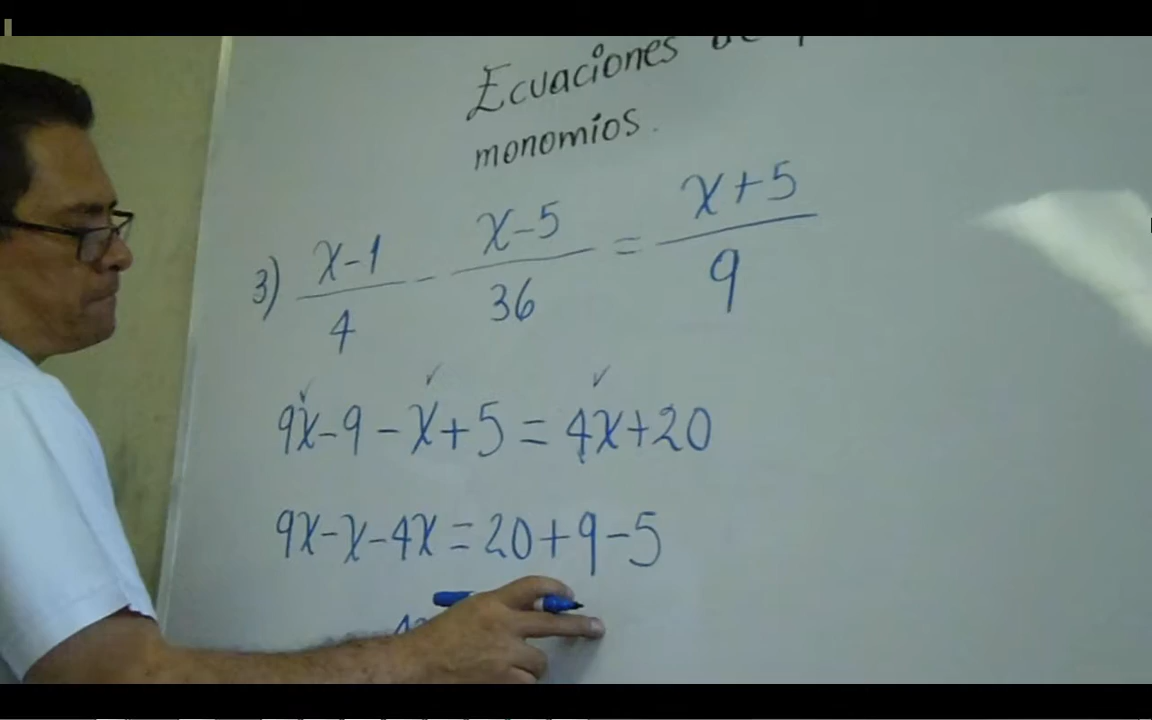 Ecuaciones de
monomios.
3) x-1/4 - x-5/36 = x+5/9
9x-9-x+5=4x+20
9x-x-4x=20+9-5